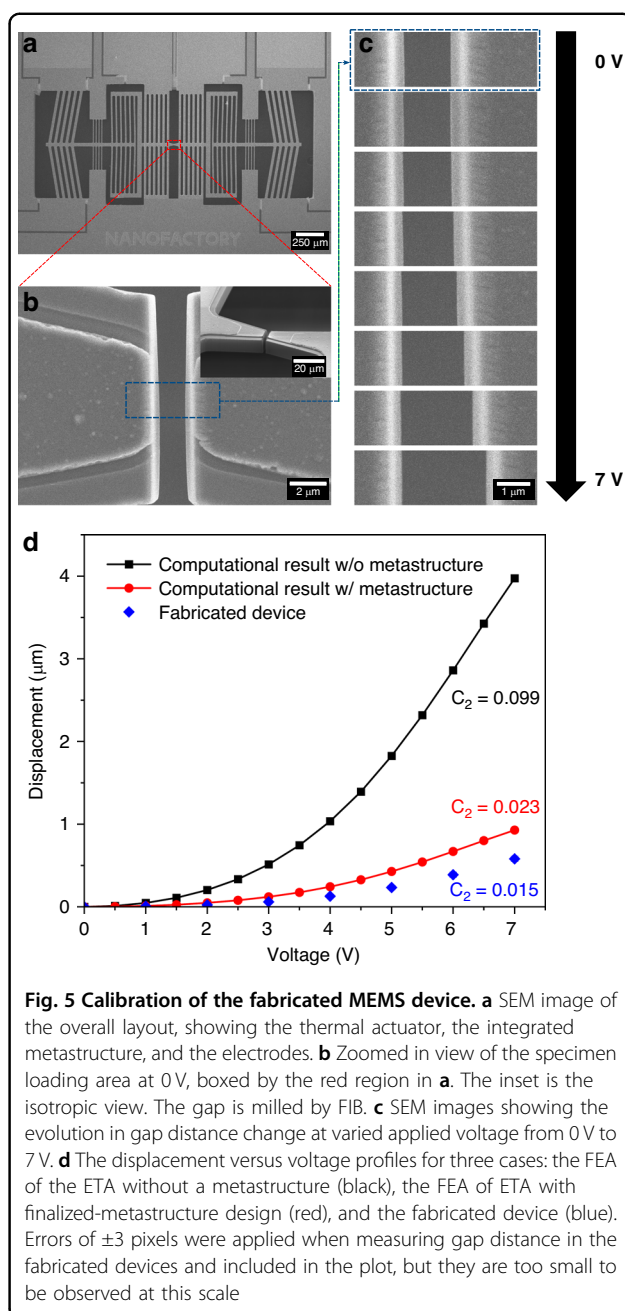 a
NANOFACTORY
250 μm
b
20 μm
2 μm
c
0 V
7 V
1 μm
d
Computational result w/o metastructure
Computational result w/ metastructure
Fabricated device
Displacement (μm)
4
3
2
1
0
C₂ = 0.099
C₂ = 0.023
C₂ = 0.015
0 1 2 3 4 5 6 7
Voltage (V)
Fig. 5 Calibration of the fabricated MEMS device. a SEM image of
the overall layout, showing the thermal actuator, the integrated
metastructure, and the electrodes. b Zoomed in view of the specimen
loading area at 0 V, boxed by the red region in a. The inset is the
isotropic view. The gap is milled by FIB. c SEM images showing the
evolution in gap distance change at varied applied voltage from 0 V to
7 V. d The displacement versus voltage profiles for three cases: the FEA
of the ETA without a metastructure (black), the FEA of ETA with
finalized-metastructure design (red), and the fabricated device (blue).
Errors of ±3 pixels were applied when measuring gap distance in the
fabricated devices and included in the plot, but they are too small to
be observed at this scale